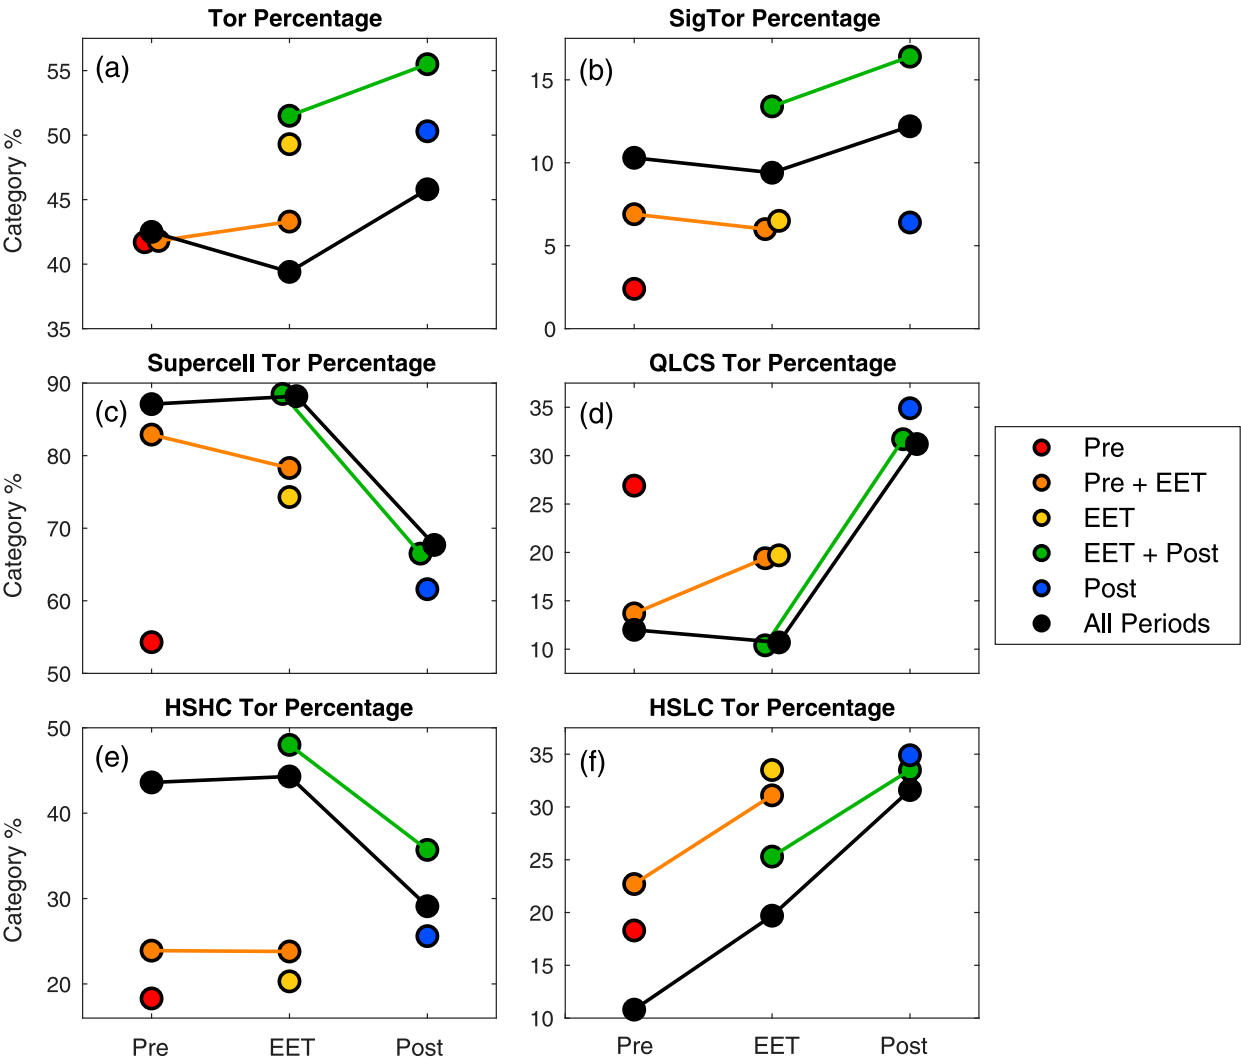 Tor Percentage
SigTor Percentage
(a)
(b)
Category %
55
50
45
40
35
15
10
5
0
Supercell Tor Percentage
QLCS Tor Percentage
(c)
(d)
Category %
90
80
70
60
50
35
30
25
20
15
10
Pre
Pre + EET
EET
EET + Post
Post
All Periods
HSHC Tor Percentage
HSLC Tor Percentage
(e)
(f)
Category %
50
40
30
20
35
30
25
20
15
10
Pre
EET
Post
Pre
EET
Post